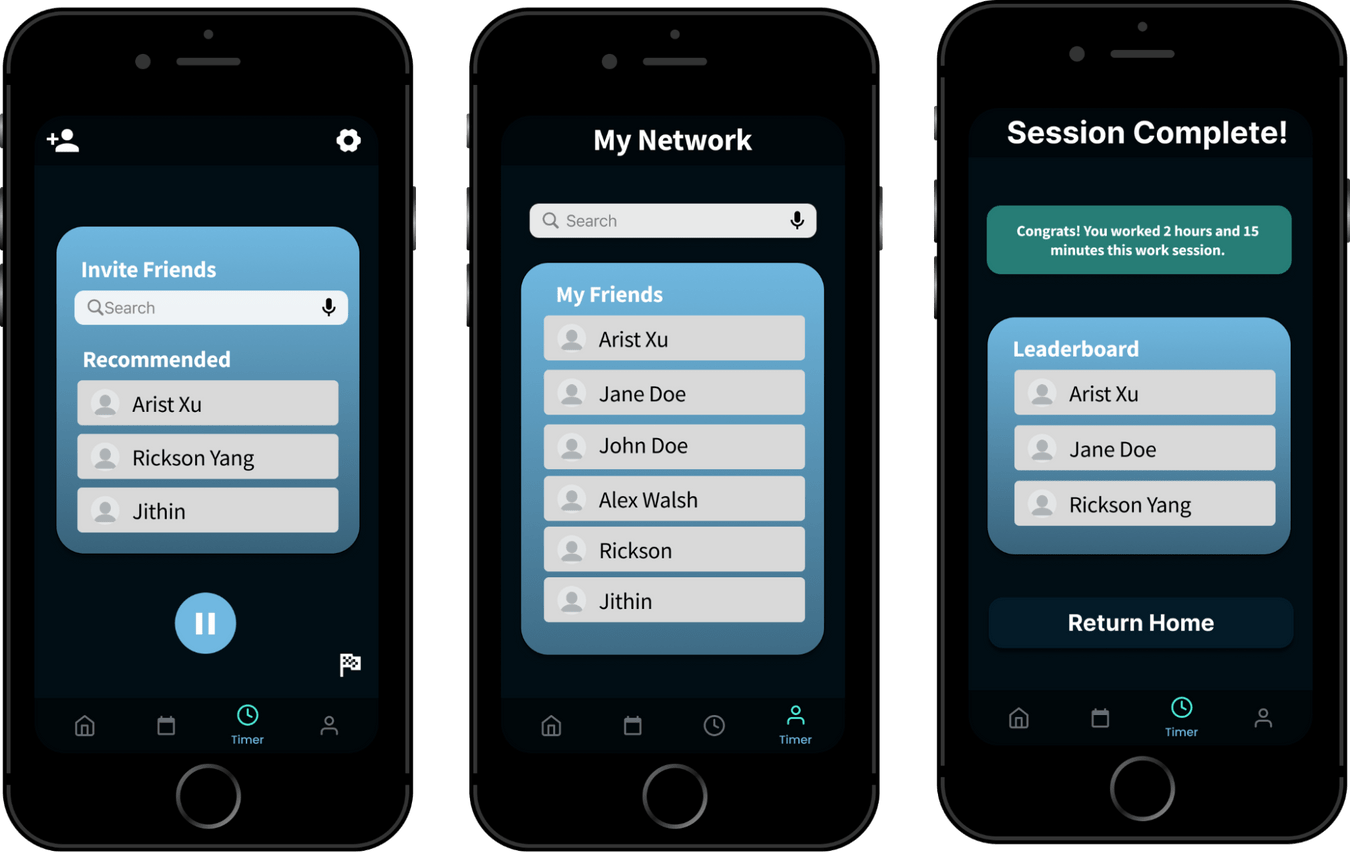 Invite Friends
Search
Recommended
Arist Xu
Rickson Yang
Jithin
Timer
My Network
Search
My Friends
Arist Xu
Jane Doe
John Doe
Alex Walsh
Rickson
Jithin
Timer
Session Complete!
Congrats! You worked 2 hours and 15
minutes this work session.
Leaderboard
Arist Xu
Jane Doe
Rickson Yang
Return Home
Timer